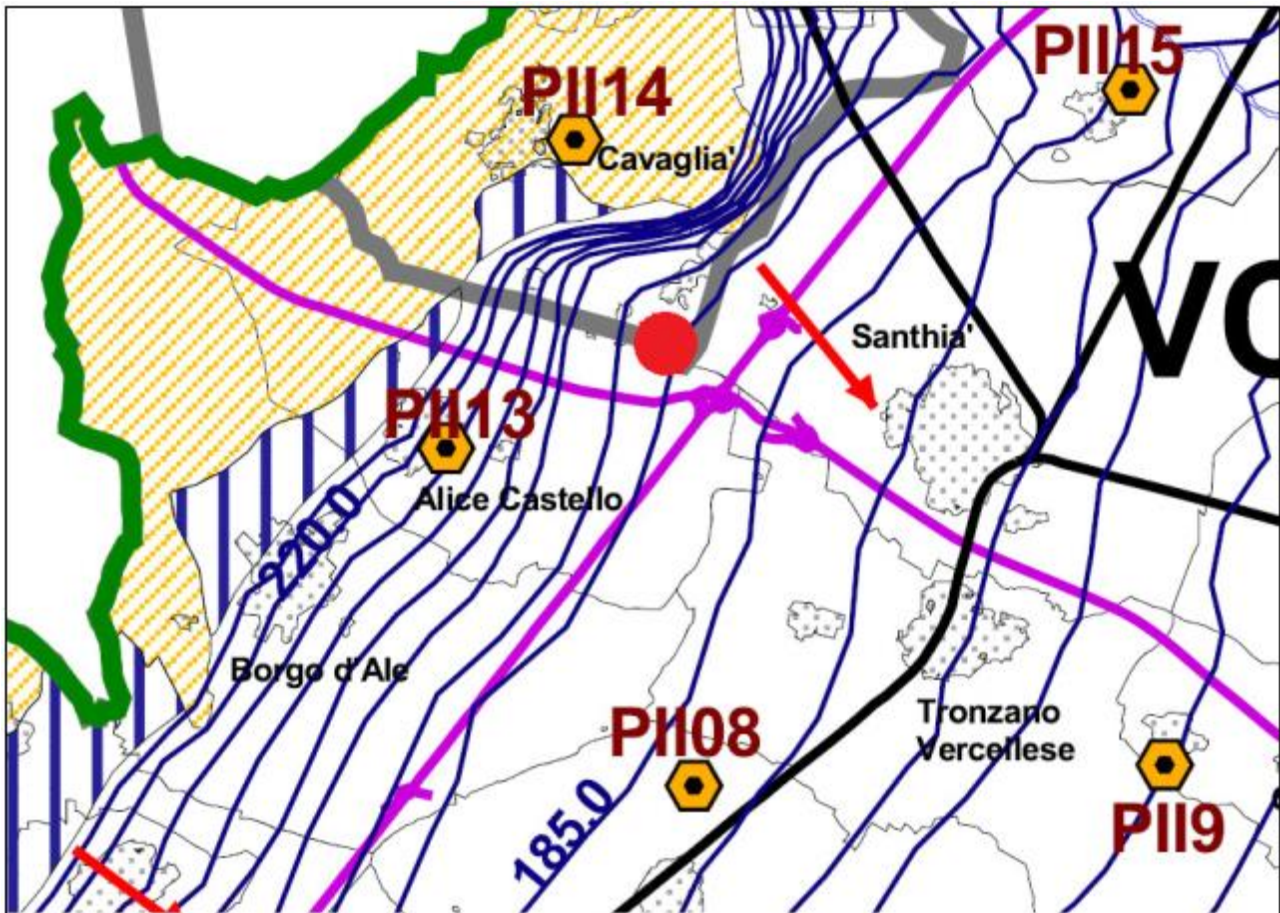 PII15
PII14
Cavaglia'
VC
Santhia'
PII13
Alice Castello
220.0
Borgo d'Ale
PII08
Tronzano
Vercellese
185.0
PII9